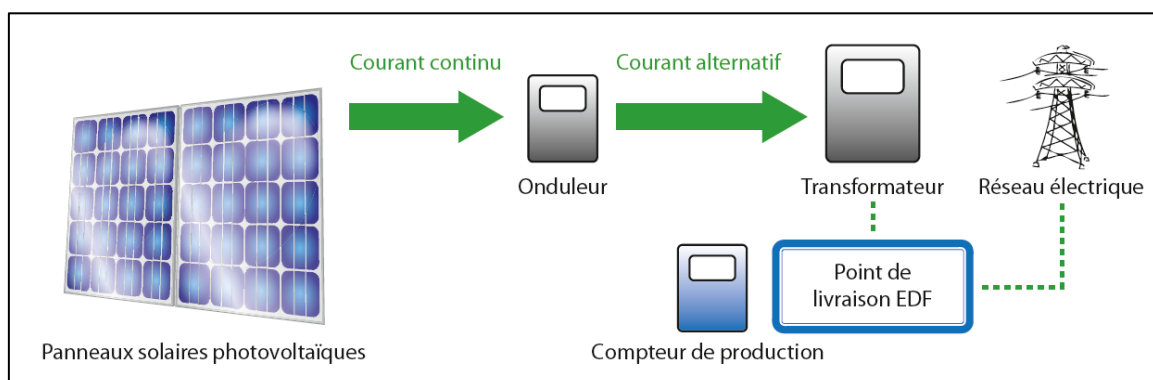 Courant continu
Courant alternatif
Onduleur
Transformateur
Réseau électrique
Point de
livraison EDF
Panneaux solaires photovoltaïques
Compteur de production